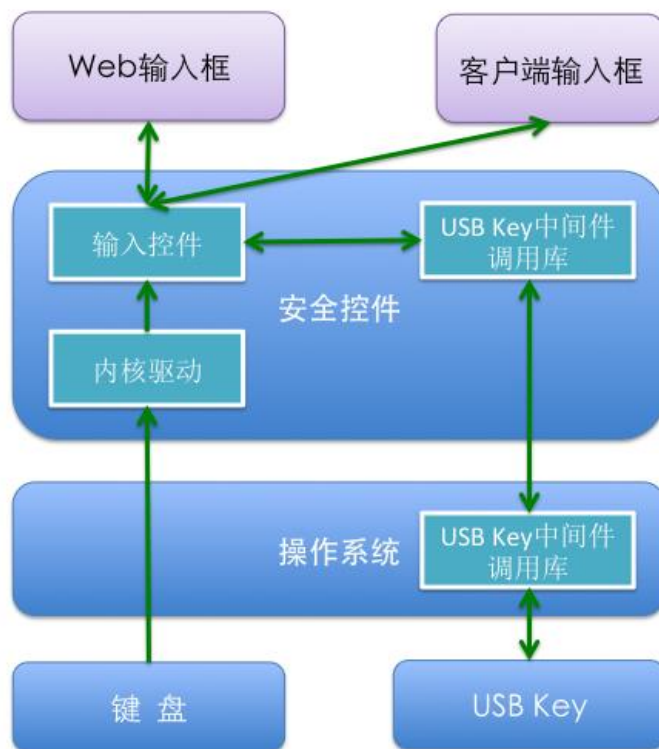 Web输入框
客户端输入框
输入控件
USB Key中间件
调用库
安全控件
内核驱动
操作系统
USB Key中间件
调用库
键 盘
USB Key